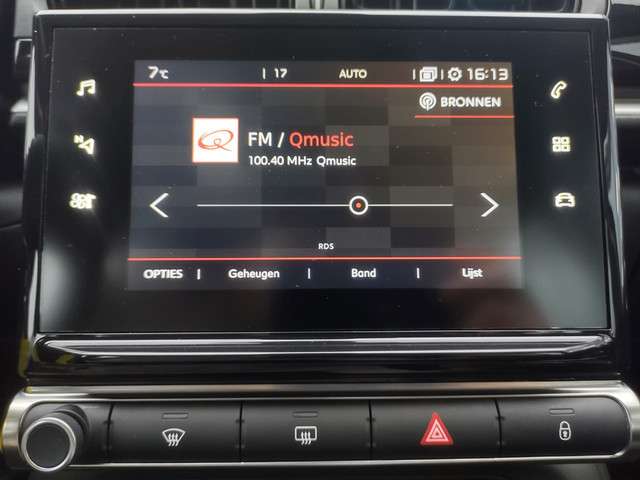 7°C | 17 AUTO | | 16:13
BRONNEN
FM / Qmusic
100.40 MHz Qmusic
RDS
OPTIES | Geheugen | Band | Lijst